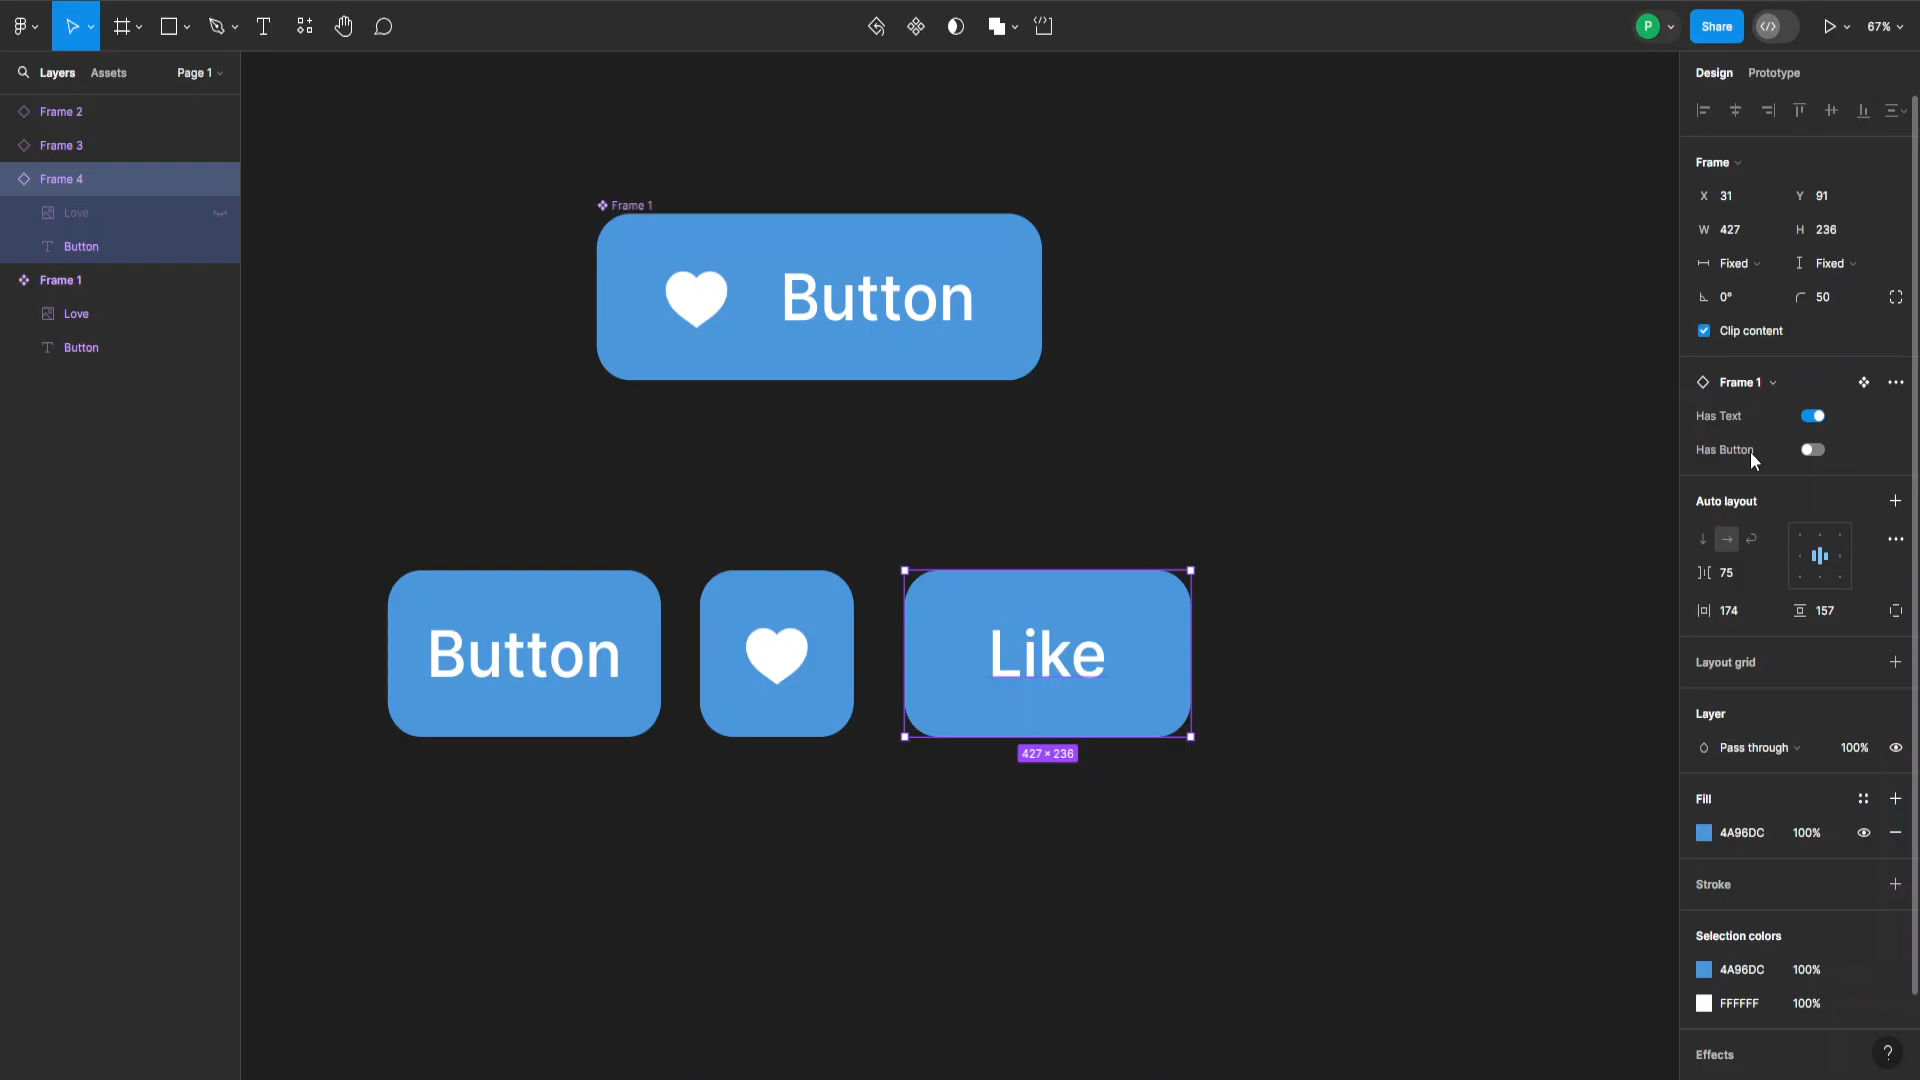 P
Share
67%
Layers
Assets
Page 1
Frame 2
Frame 3
Frame 4
Love
Button
Frame 1
Love
Button
Frame 1
Button
Button
Like
427 × 236
Design
Prototype
Frame
X 31
Y 91
W 427
H 236
Fixed
Fixed
0°
50
Clip content
Frame 1
Has Text
Has Button
Auto layout
75
174
157
Layout grid
Layer
Pass through
100%
Fill
4A96DC
100%
Stroke
Selection colors
4A96DC
100%
FFFFFF
100%
Effects
?